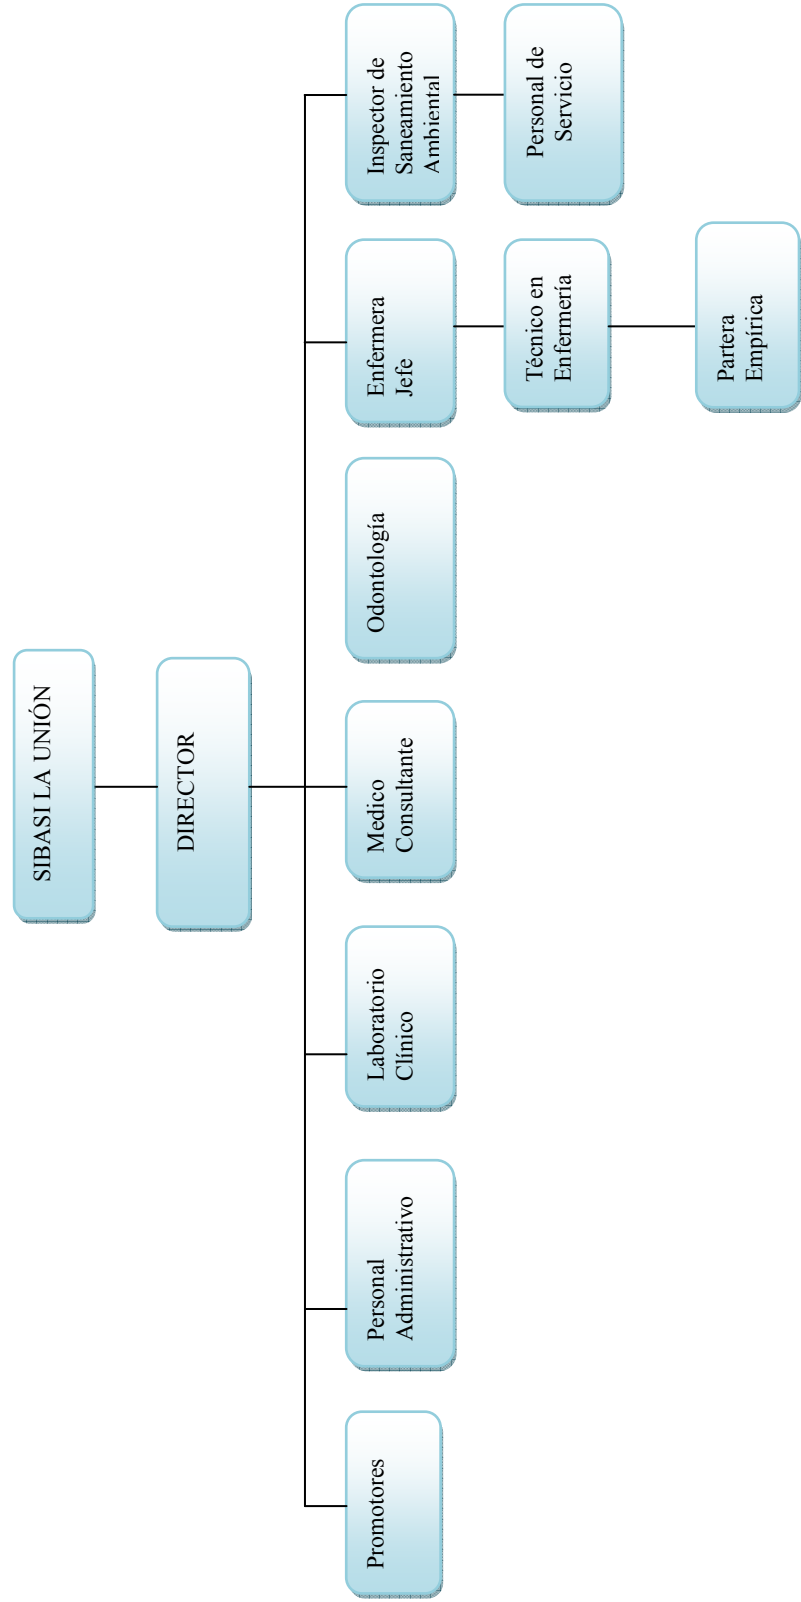 SIBASI LA UNIÓN
DIRECTOR
Promotores
Personal
Administrativo
Laboratorio
Clínico
Medico
Consultante
Odontología
Enfermera
Jefe
Inspector de
Saneamiento
Ambiental
Técnico en
Enfermería
Personal de
Servicio
Partera
Empírica